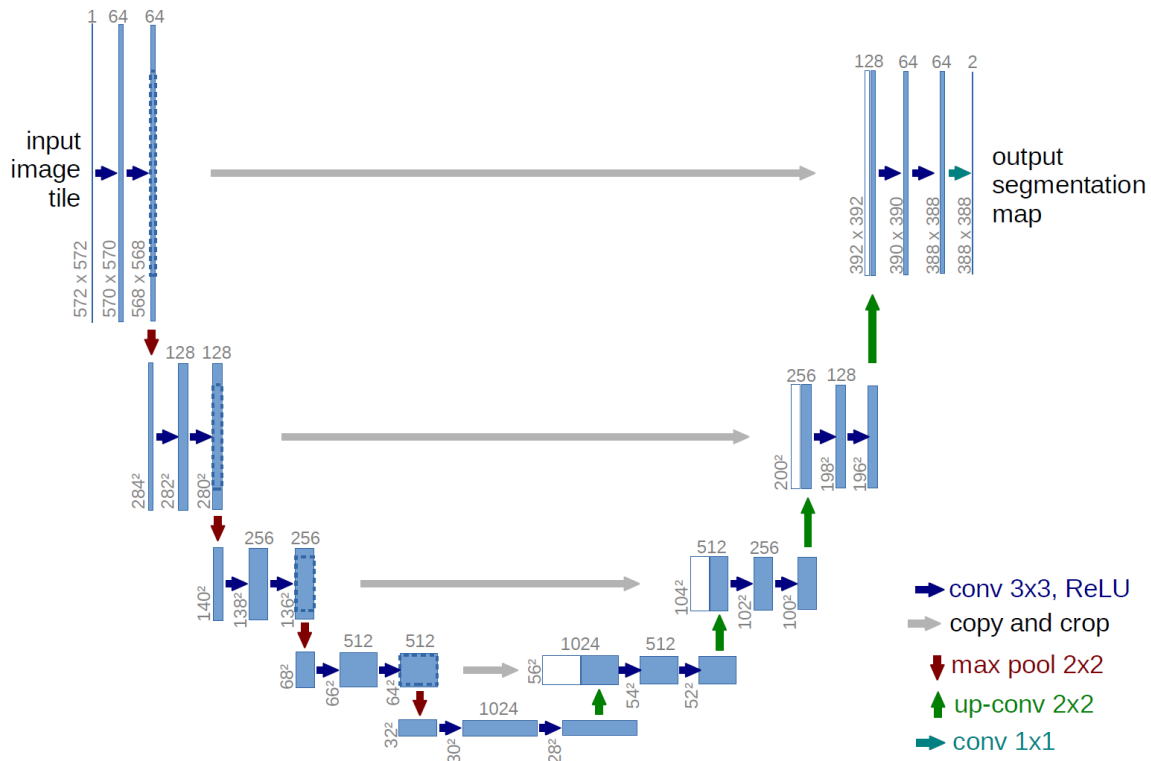 1 64 64
128 64 64 2
input
image
tile
output
segmentation
map
572 x 572
570 x 570
568 x 568
392 x 392
390 x 390
388 x 388
388 x 388
128 128
256 128
284²
282²
280²
200²
198²
196²
256 256
512 256
140²
138²
136²
104²
102²
100²
conv 3x3, ReLU
copy and crop
max pool 2x2
up-conv 2x2
conv 1x1
512 512
1024 512
68²
66²
64²
56²
54²
52²
1024
32²
30²
28²